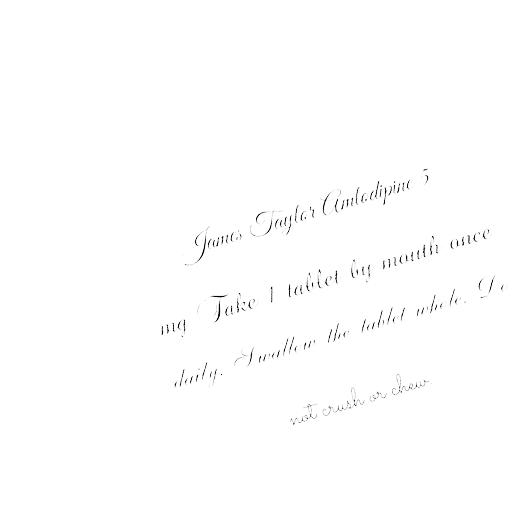 James Taylor Amlodipine 5
mg Take 1 tablet by mouth once
daily. Swallow the tablet whole. Do
not crush or chew.